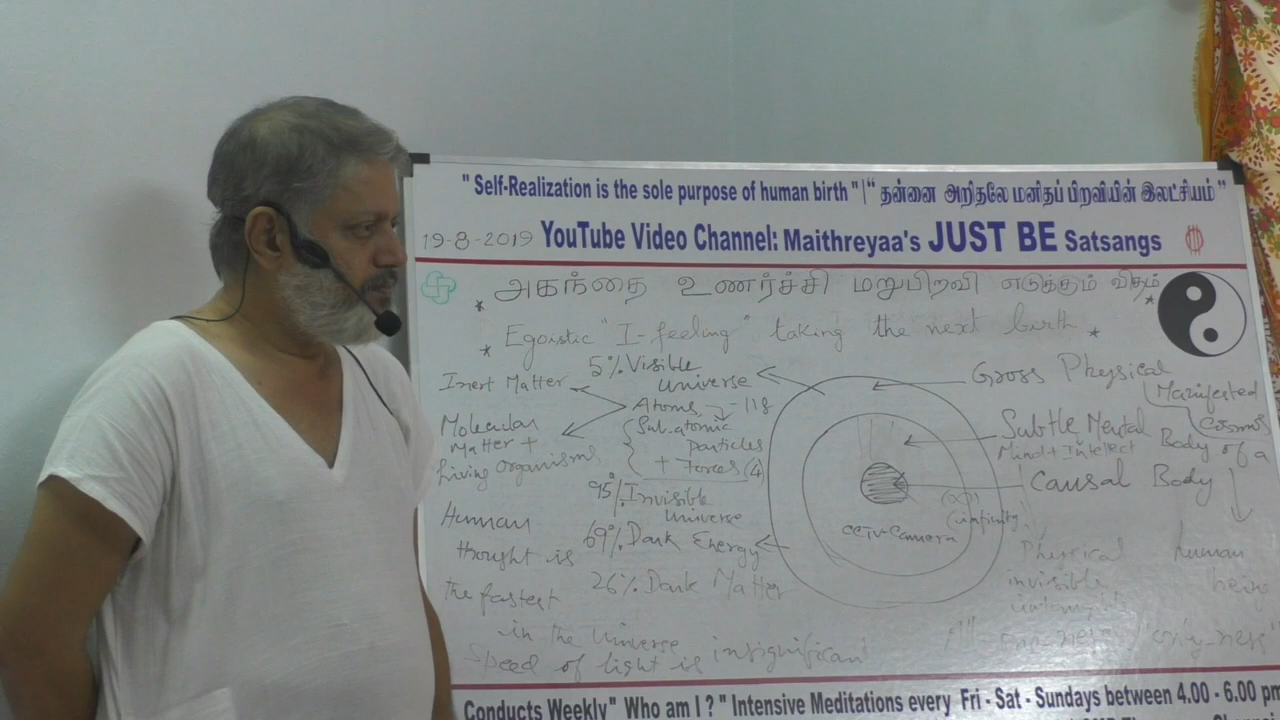 " Self-Realization is the sole purpose of human birth " | " தன்னை அறிதலே மனிதப் பிறவியின் இலட்சியம் "
19-8-2019 YouTube Video Channel: Maithreyaa's JUST BE Satsangs
* அகந்தை உணர்ச்சி மறுபிறவி எடுக்கும் விதம் *
* Egoistic "I-feeling" taking the next birth *
5% Visible Universe
Gross Physical
Inert Matter
Manifested Cosmos
Atoms → 118
Molecular Matter +
Living Organisms
Sub atomic
Particles
+ Forces (4)
Subtle Mental Body of a
Mind + Intellect
Causal Body
95% Invisible
Universe
(infinity)
CCTV-Camera
Human
thought is
the fastest
in the Universe
69% Dark Energy
26% Dark Matter
Physical human being
invisible
Speed of light is insignificant
"only-ness"
Conducts Weekly " Who am I ? " Intensive Meditations every Fri - Sat - Sundays between 4.00 - 6.00 pm